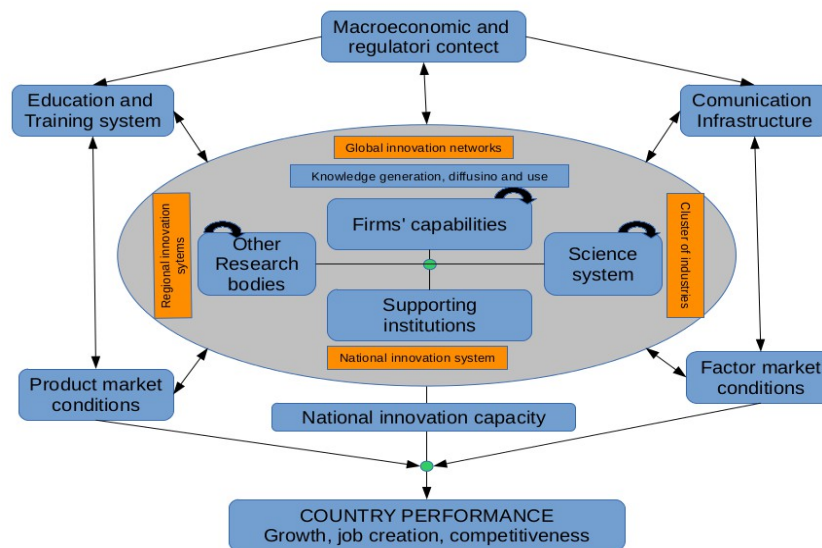 Macroeconomic and
regulatori contect
Education and
Training system
Comunication
Infrastructure
Global innovation networks
Knowledge generation, diffusino and use
Regional innovation
sytems
Firms' capabilities
Cluster of industries
Other
Research
bodies
Science
system
Supporting
institutions
National innovation system
Product market
conditions
Factor market
conditions
National innovation capacity
COUNTRY PERFORMANCE
Growth, job creation, competitiveness